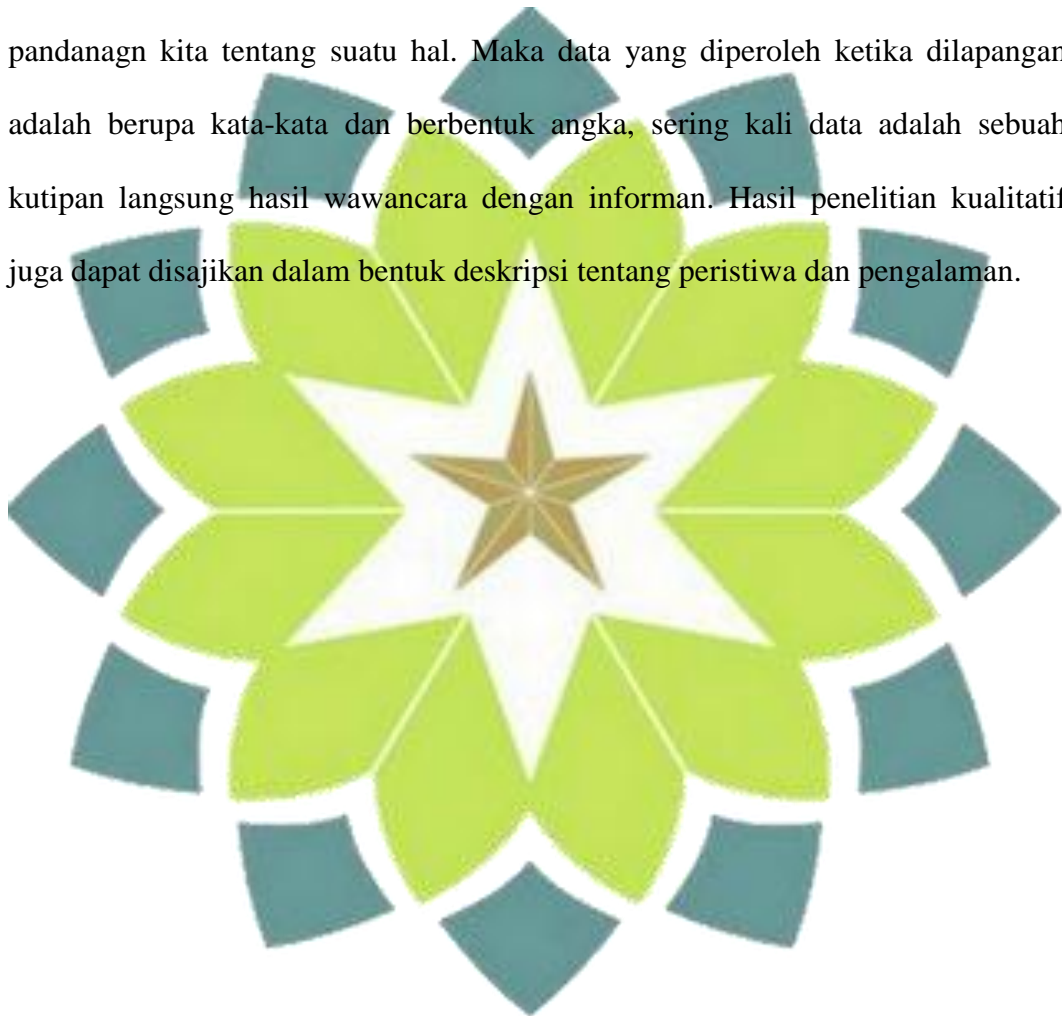 pandanagn kita tentang suatu hal. Maka data yang diperoleh ketika dilapangan
adalah berupa kata-kata dan berbentuk angka, sering kali data adalah sebuah
kutipan langsung hasil wawancara dengan informan. Hasil penelitian kualitatif
juga dapat disajikan dalam bentuk deskripsi tentang peristiwa dan pengalaman.